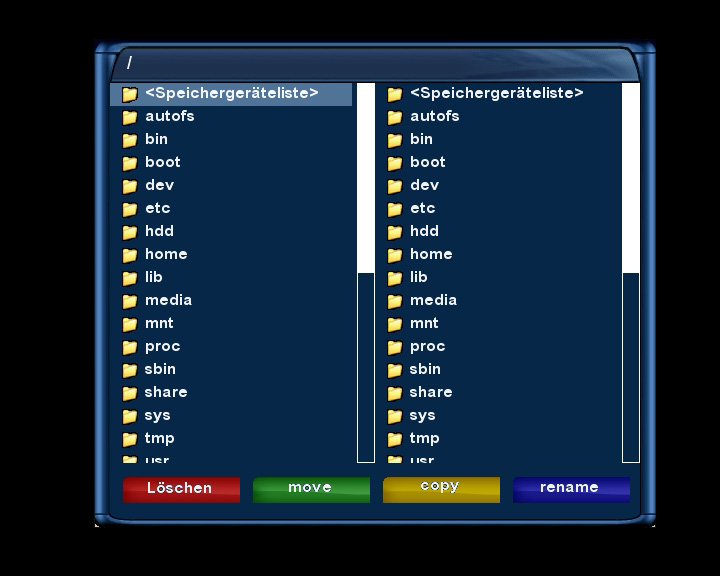 /
<Speichergeräteliste>
autofs
bin
boot
dev
etc
hdd
home
lib
media
mnt
proc
sbin
share
sys
tmp
usr
<Speichergeräteliste>
autofs
bin
boot
dev
etc
hdd
home
lib
media
mnt
proc
sbin
share
sys
tmp
usr
Löschen move copy rename